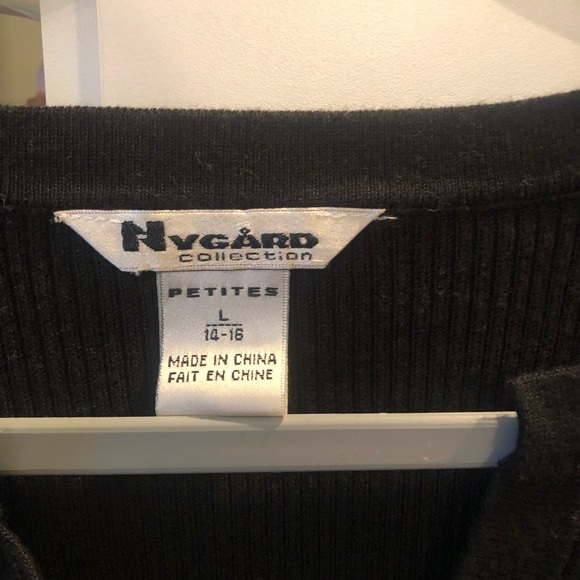 NYGÅRD
collection
PETITES
L
14-16
MADE IN CHINA
FAIT EN CHINE